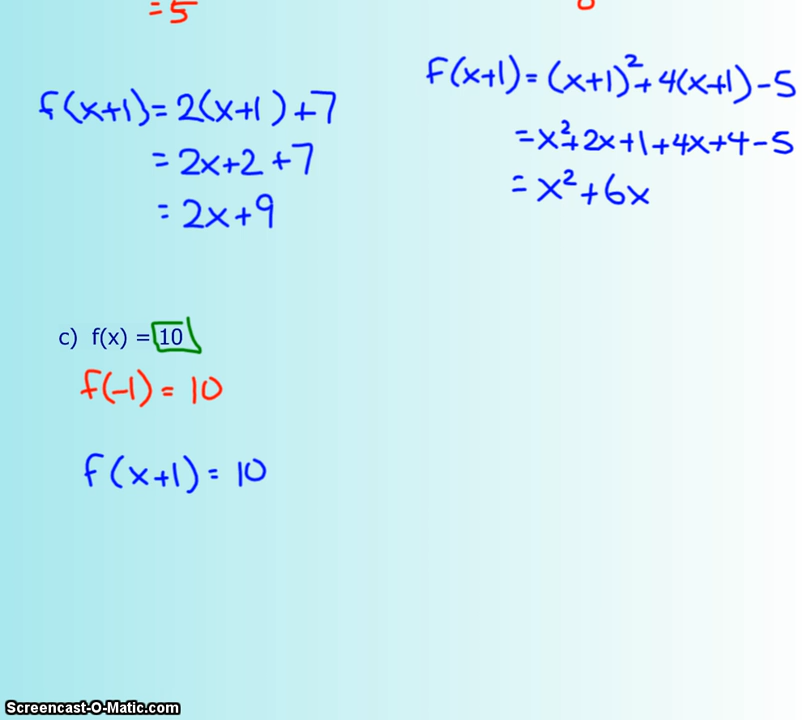 = 5
f(x+1) = 2(x+1) + 7
= 2x + 2 + 7
= 2x + 9
f(x+1) = (x+1)² + 4(x+1) - 5
= x² + 2x + 1 + 4x + 4 - 5
= x² + 6x
c) f(x) = 10
f(-1) = 10
f(x+1) = 10
Screencast-O-Matic.com